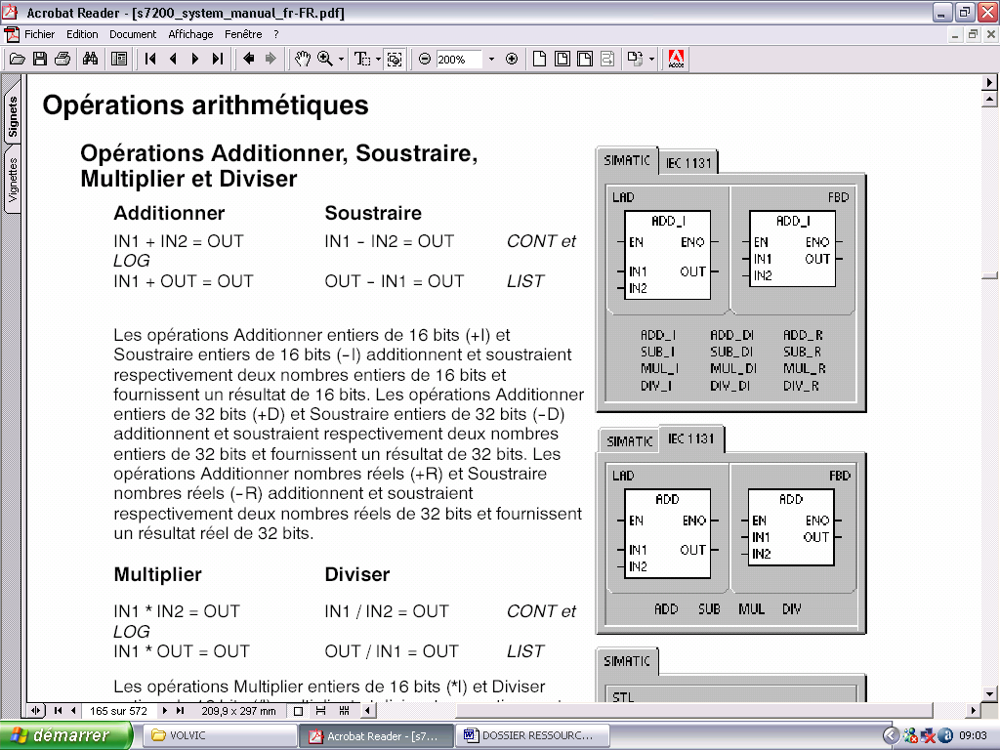 Acrobat Reader - [s7200_system_manual_fr-FR.pdf]
Fichier Edition Document Affichage Fenêtre ?
200%
Adobe
Signets
Vignettes
Opérations arithmétiques
Opérations Additionner, Soustraire,
Multiplier et Diviser
Additionner Soustraire
IN1 + IN2 = OUT IN1 - IN2 = OUT CONT et
LOG
IN1 + OUT = OUT OUT - IN1 = OUT LIST
Les opérations Additionner entiers de 16 bits (+I) et
Soustraire entiers de 16 bits (-I) additionnent et soustraient
respectivement deux nombres entiers de 16 bits et
fournissent un résultat de 16 bits. Les opérations Additionner
entiers de 32 bits (+D) et Soustraire entiers de 32 bits (-D)
additionnent et soustraient respectivement deux nombres
entiers de 32 bits et fournissent un résultat de 32 bits. Les
opérations Additionner nombres réels (+R) et Soustraire
nombres réels (-R) additionnent et soustraient
respectivement deux nombres réels de 32 bits et fournissent
un résultat réel de 32 bits.
Multiplier Diviser
IN1 * IN2 = OUT IN1 / IN2 = OUT CONT et
LOG
IN1 * OUT = OUT OUT / IN1 = OUT LIST
Les opérations Multiplier entiers de 16 bits (*I) et Diviser
SIMATIC IEC 1131
LAD FBD
ADD_I ADD_I
EN ENO EN ENO
IN1 OUT IN1 OUT
IN2 IN2
ADD_I ADD_DI ADD_R
SUB_I SUB_DI SUB_R
MUL_I MUL_DI MUL_R
DIV_I DIV_DI DIV_R
SIMATIC IEC 1131
LAD FBD
ADD ADD
EN ENO EN ENO
IN1 OUT IN1 OUT
IN2 IN2
ADD SUB MUL DIV
SIMATIC
STL
165 sur 572 209,9 x 297 mm
démarrer VOLVIC Acrobat Reader - [s7... DOSSIER RESSOURC... 09:03